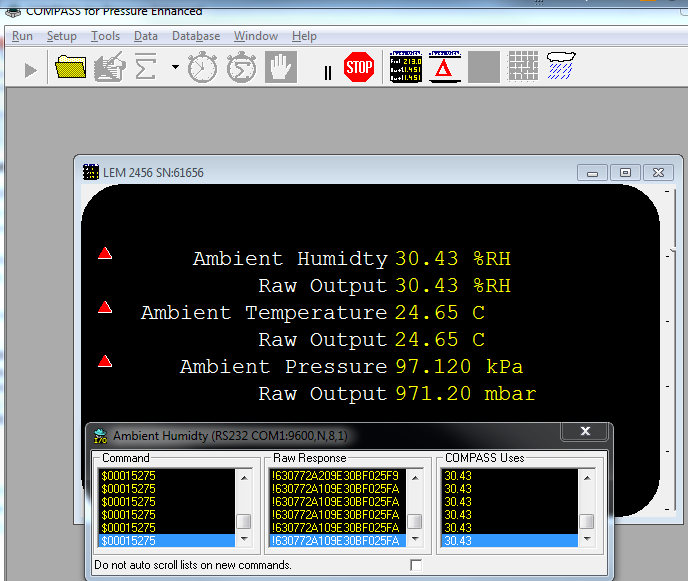 COMPASS for Pressure Enhanced
Run Setup Tools Data Database Window Help
STOP
LEM 2456 SN:61656
Ambient Humidty 30.43 %RH
Raw Output 30.43 %RH
Ambient Temperature 24.65 C
Raw Output 24.65 C
Ambient Pressure 97.120 kPa
Raw Output 971.20 mbar
I/O Ambient Humidty (RS232 COM1:9600,N,8,1)
Command Raw Response COMPASS Uses
$00015275 !630772A209E30BF025F9 30.43
$00015275 !630772A109E30BF025FA 30.43
$00015275 !630772A109E30BF025FA 30.43
$00015275 !630772A109E30BF025FA 30.43
$00015275 !630772A109E30BF025FA 30.43
$00015275 !630772A109E30BF025FA 30.43
Do not auto scroll lists on new commands.